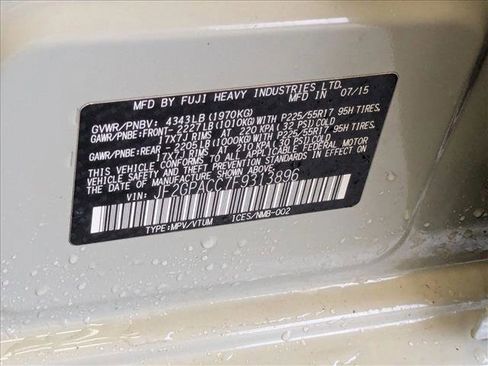 MFD BY FUJI HEAVY INDUSTRIES LTD. 07/15
GVWR/PNBV: 4343LB(1970KG)
GAWR/PNBE:FRONT- 2227LB(1010KG)WITH P225/55R17 95H TIRES,
17X7J RIMS AT 220 KPA(32 PSI)COLD
GAWR/PNBE:REAR- 2205LB(1000KG)WITH P225/55R17 95H TIRES,
17X7J RIMS AT 210 KPA(30 PSI)COLD
THIS VEHICLE CONFORMS TO ALL APPLICABLE FEDERAL MOTOR
VEHICLE SAFETY, BUMPER, AND THEFT PREVENTION STANDARDS
IN EFFECT ON THE DATE OF MANUFACTURE SHOWN ABOVE.
VIN: JF2GPACC7F9313896
TYPE:MPV/VTUM ICES/NMB-002